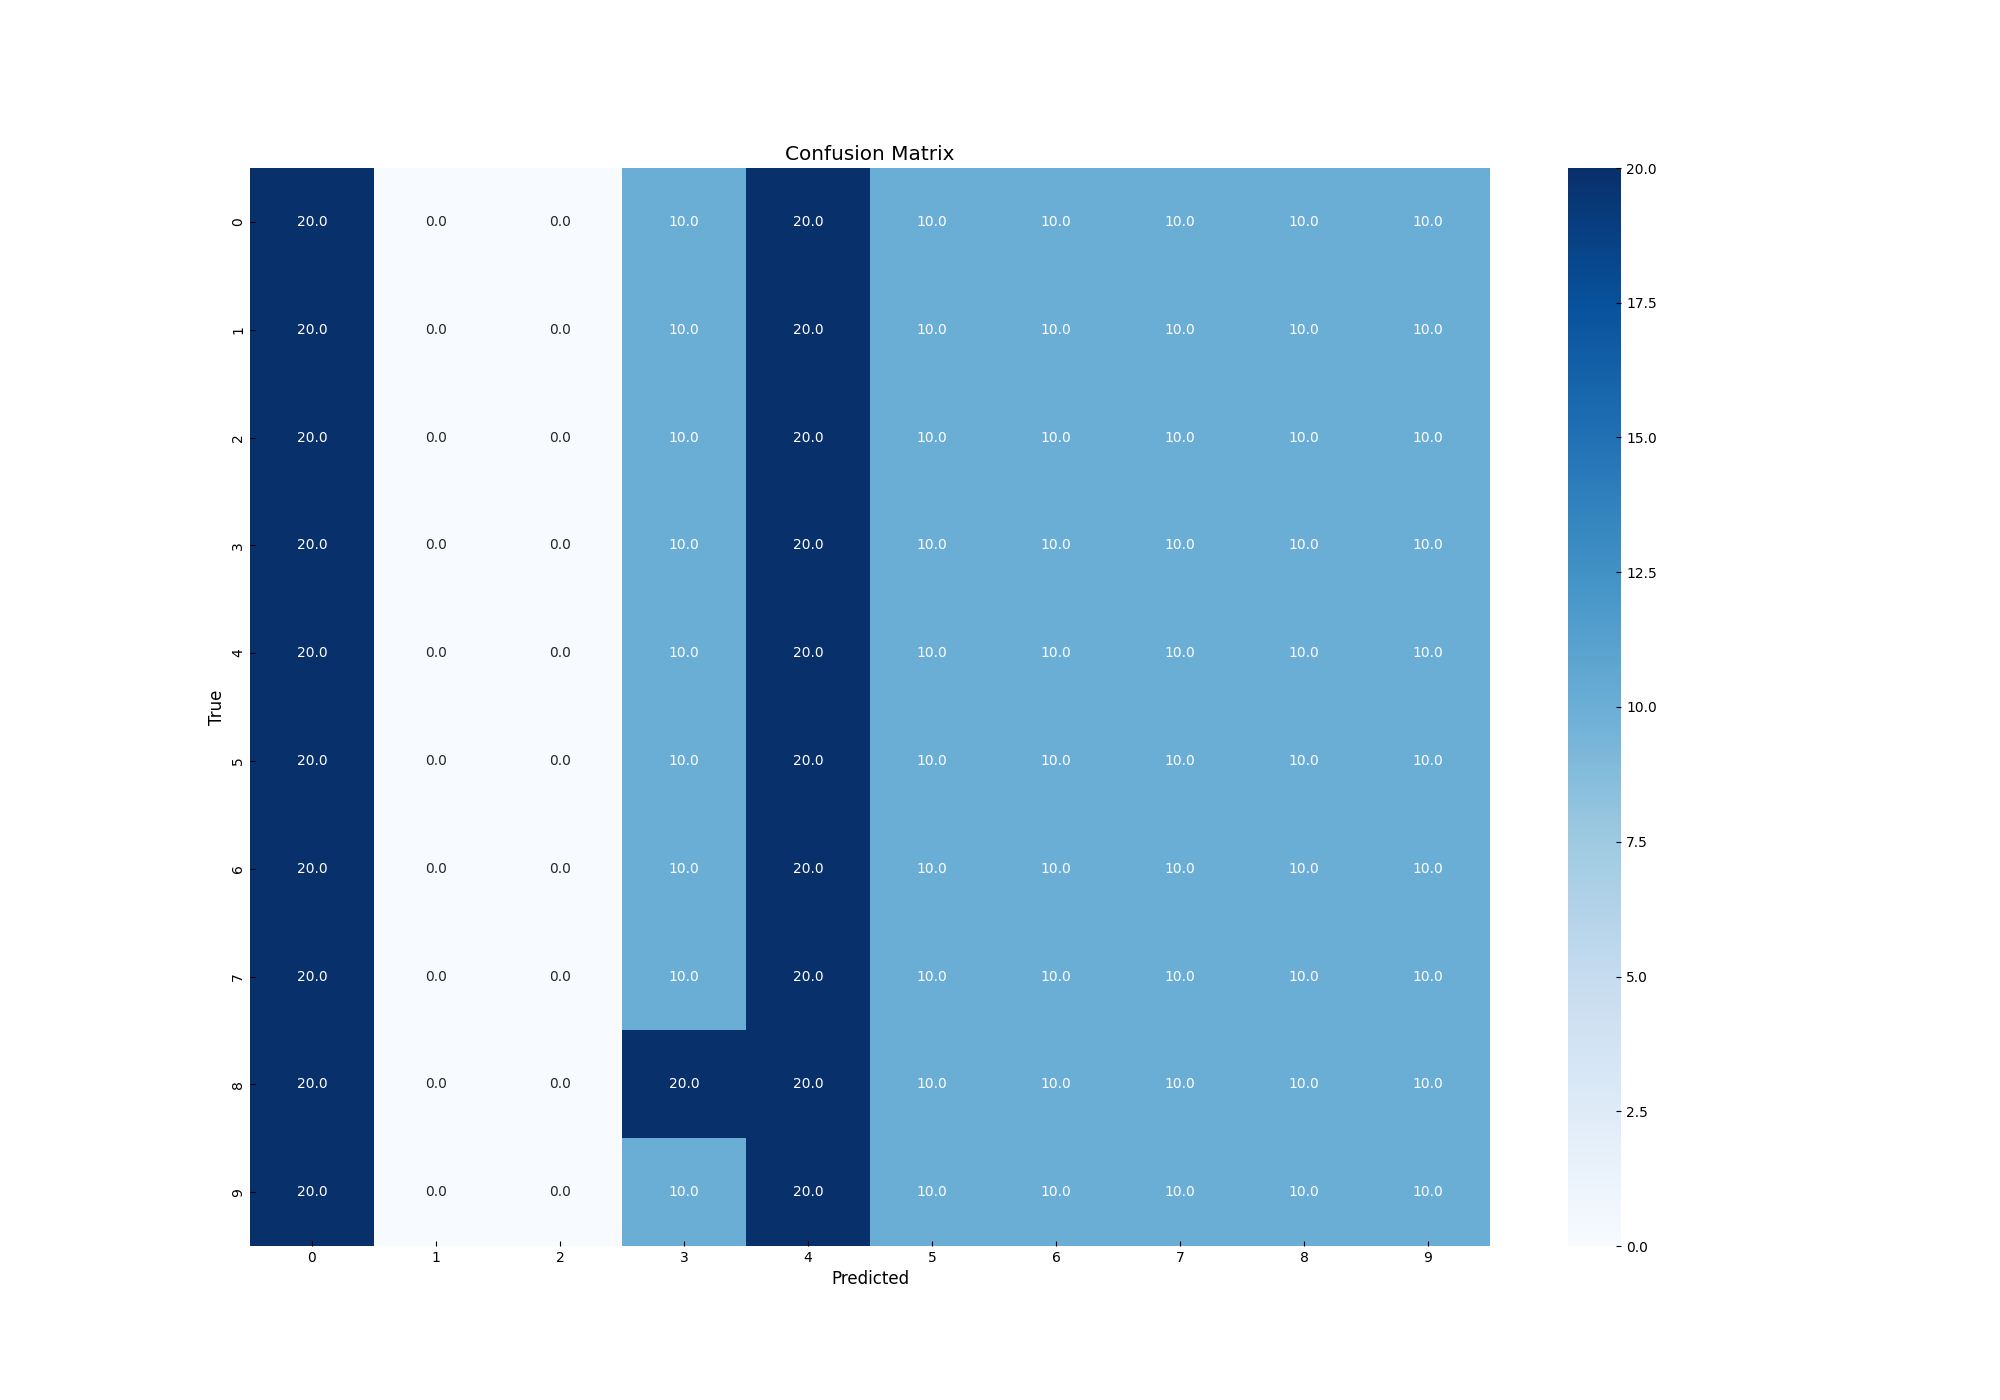 Confusion Matrix
0 20.0 0.0 0.0 10.0 20.0 10.0 10.0 10.0 10.0 10.0
1 20.0 0.0 0.0 10.0 20.0 10.0 10.0 10.0 10.0 10.0
2 20.0 0.0 0.0 10.0 20.0 10.0 10.0 10.0 10.0 10.0
3 20.0 0.0 0.0 10.0 20.0 10.0 10.0 10.0 10.0 10.0
4 20.0 0.0 0.0 10.0 20.0 10.0 10.0 10.0 10.0 10.0
True
5 20.0 0.0 0.0 10.0 20.0 10.0 10.0 10.0 10.0 10.0
6 20.0 0.0 0.0 10.0 20.0 10.0 10.0 10.0 10.0 10.0
7 20.0 0.0 0.0 10.0 20.0 10.0 10.0 10.0 10.0 10.0
8 20.0 0.0 0.0 20.0 20.0 10.0 10.0 10.0 10.0 10.0
9 20.0 0.0 0.0 10.0 20.0 10.0 10.0 10.0 10.0 10.0
0 1 2 3 4 5 6 7 8 9
Predicted
20.0
17.5
15.0
12.5
10.0
7.5
5.0
2.5
0.0